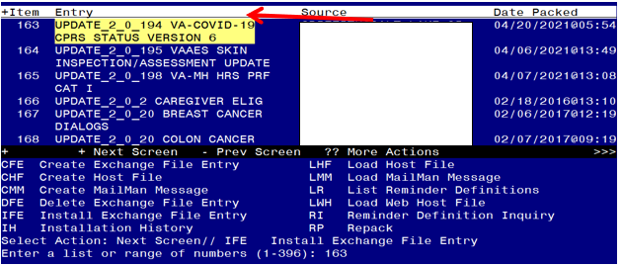 +Item Entry Source Date Packed
163 UPDATE_2_0_194 VA-COVID-19 04/20/2021@05:54
CPRS STATUS VERSION 6
164 UPDATE_2_0_195 VAAES SKIN 04/06/2021@13:49
INSPECTION/ASSESSMENT UPDATE
165 UPDATE_2_0_198 VA-MH HRS PRF 04/07/2021@13:08
CAT I
166 UPDATE_2_0_2 CAREGIVER ELIG 02/18/2016@13:10
167 UPDATE_2_0_20 BREAST CANCER 02/06/2017@12:19
DIALOGS
168 UPDATE_2_0_20 COLON CANCER 02/07/2017@09:19
+ + Next Screen - Prev Screen ?? More Actions >>>
CFE Create Exchange File Entry LHF Load Host File
CHF Create Host File LMM Load MailMan Message
CMM Create MailMan Message LR List Reminder Definitions
DFE Delete Exchange File Entry LWH Load Web Host File
IFE Install Exchange File Entry RI Reminder Definition Inquiry
IH Installation History RP Repack
Select Action: Next Screen// IFE Install Exchange File Entry
Enter a list or range of numbers (1-396): 163